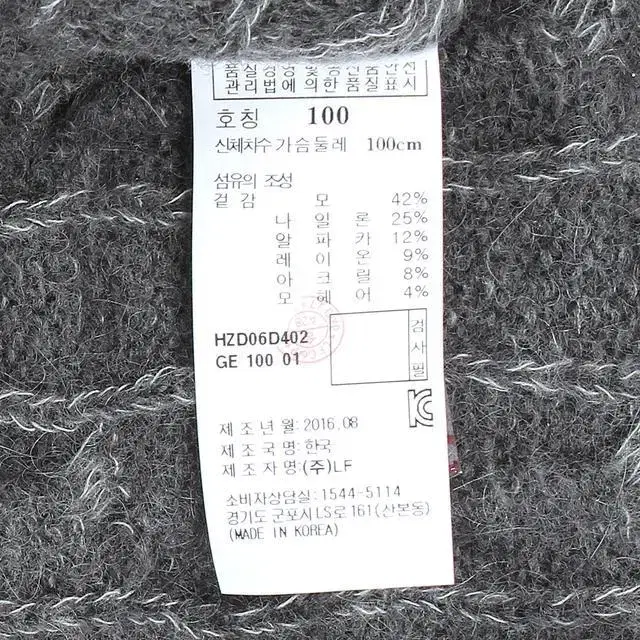 품질경영 및 공산품안전
관리법에 의한 품질표시
호칭 100
신체치수 가슴둘레 100cm
섬유의 조성
겉감 모 42%
나일론 25%
알파카 12%
레이온 9%
아크릴 8%
모헤어 4%
HZD06D402
GE 100 01
검사필
제조년월: 2016.08
제조국명: 한국
제조자명: (주)LF
소비자상담실: 1544-5114
경기도 군포시 LS로 161(산본동)
(MADE IN KOREA)